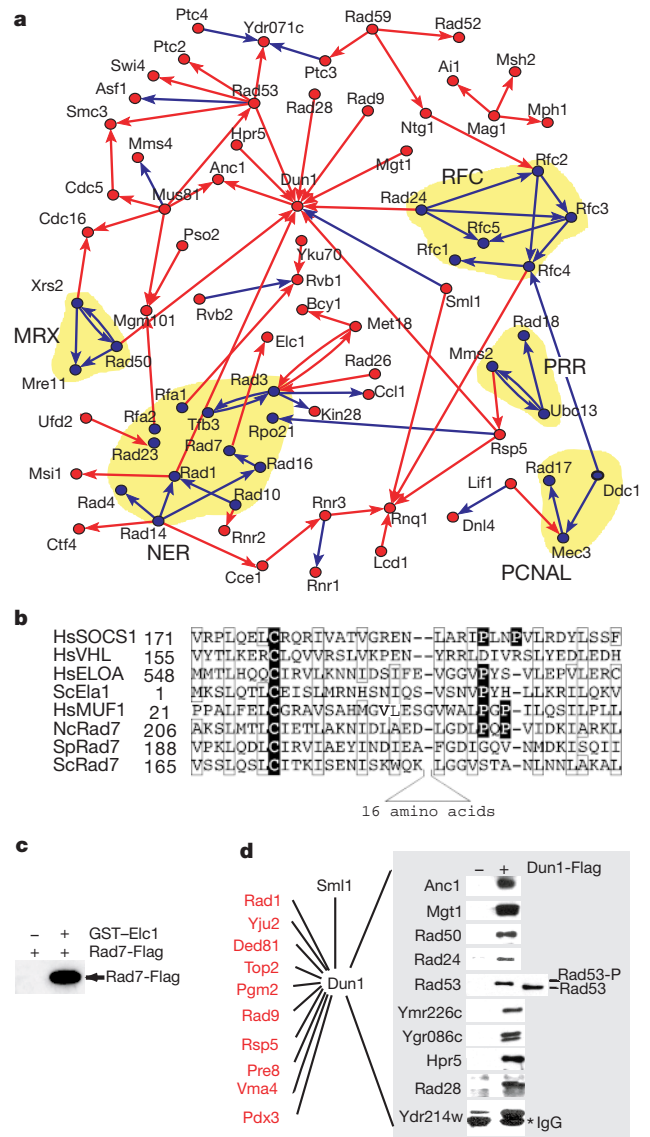 a
Ptc4
Ydr071c
Rad59
Rad52
Ptc2
Ptc3
Swi4
Msh2
Ai1
Asf1
Rad53
Rad28
Rad9
Smc3
Mph1
Mag1
Ntg1
Hpr5
Mms4
Mgt1
Rfc2
Anc1
Dun1
RFC
Cdc5
Mus81
Rad24
Rfc3
Cdc16
Rfc5
Pso2
Rfc1
Yku70
Rfc4
Xrs2
Rvb1
Sml1
Rvb2
Bcy1
Mgm101
Rad18
MRX
Met18
Elc1
Rad50
Mms2
PRR
Mre11
Rad26
Rad3
Rfa1
Ccl1
Ubc13
Ufd2
Rfa2
Tfb3
Kin28
Rpo21
Rad23
Rad7
Rsp5
Rad1
Rad16
Rad17
Msi1
Lif1
Ddc1
Rad4
Rad10
Rnr3
Rnq1
Dnl4
Ctf4
Rad14
Rnr2
NER
Mec3
Lcd1
Cce1
Rnr1
PCNAL
b
HsSOCS1 171 VRPLQELCRQRIVATVGREN--LARIPLNPVLRDYLSSF
HsVHL 155 VYTLKERCLQVVRSLVKPEN--YRRLDIVRSLYEDLEDH
HsELOA 548 MMTLHQQCIRVLKNNIDSIFE-VGGVPYS-VLEPVLERC
ScEla1 1 MKSLQTLCEISLMRNHSNIQS-VSNVPYH-LLKRILQKV
HsMUF1 21 PPALFELCGRAVSAHMGVLESGVWALPGP-ILQSILPLL
NcRad7 206 AKSLMTLCIETLAKNIDLAED-LGDLPQP-VIDKIARKL
SpRad7 188 VPKLQDLCIRVIAEYINDIEA-FGDIGQV-NMDKISQII
ScRad7 165 VSSLQSLCITKISENISKWQK LGGVSTA-NLNNLAKAL
16 amino acids
c
– + GST–Elc1
+ + Rad7-Flag
Rad7-Flag
d
– + Dun1-Flag
Sml1
Rad1
Yju2
Ded81
Top2
Pgm2
Rad9
Rsp5
Pre8
Vma4
Pdx3
Dun1
Anc1
Mgt1
Rad50
Rad24
Rad53
Rad53-P
Rad53
Ymr226c
Ygr086c
Hpr5
Rad28
Ydr214w
* IgG